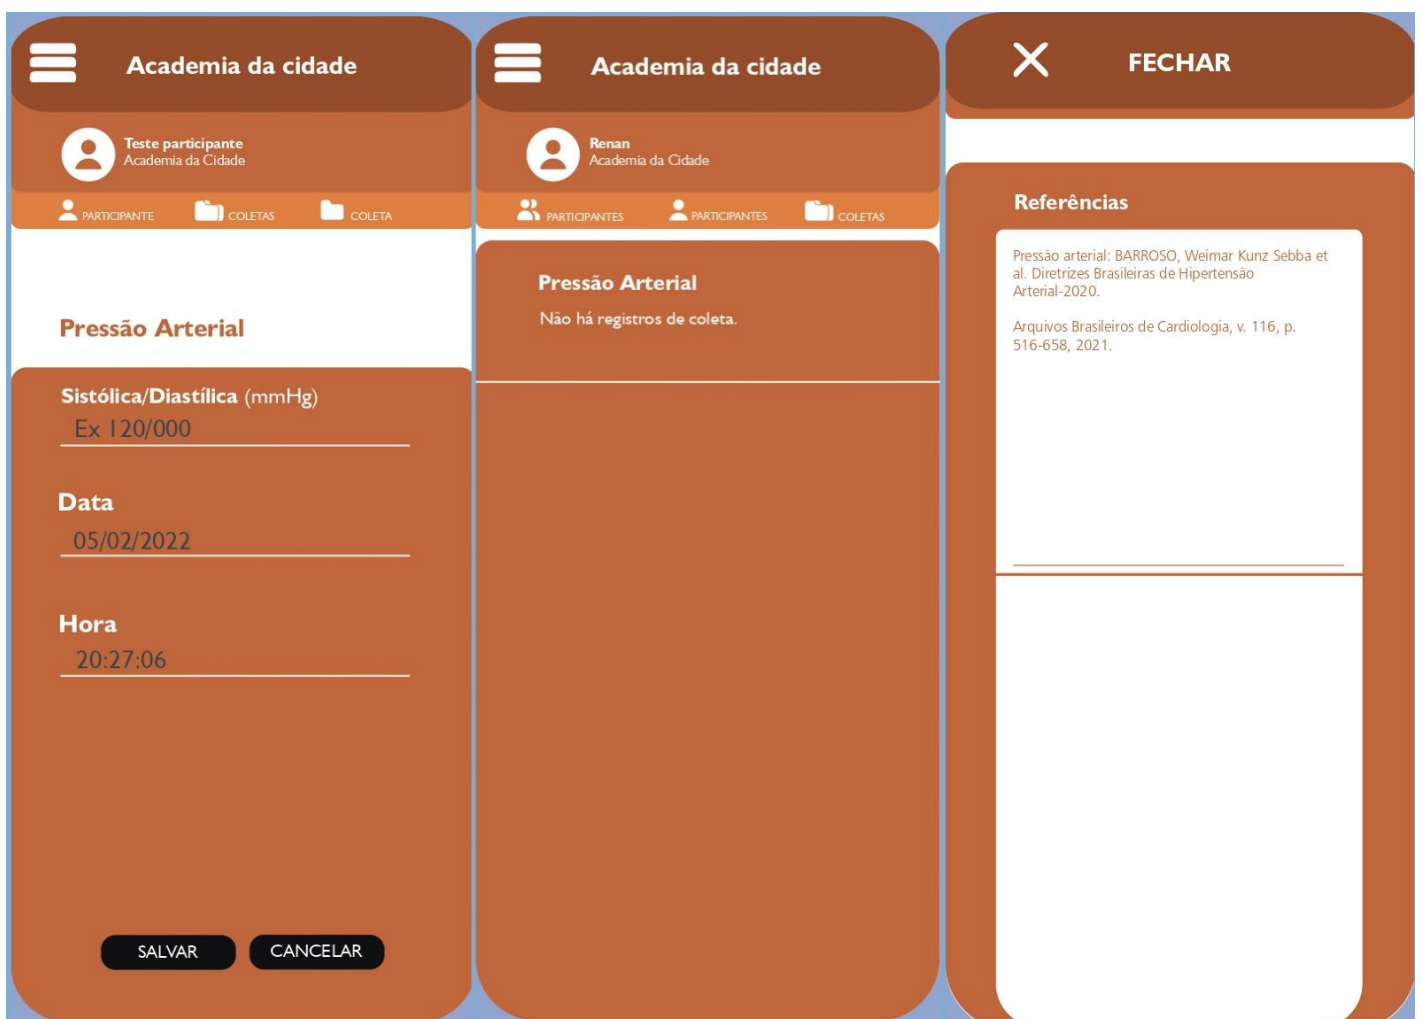 Academia da cidade
Teste participante
Academia da Cidade
PARTICIPANTE
COLETAS
COLETA
Pressão Arterial
Sistólica/Diastílica (mmHg)
Ex 120/000
Data
05/02/2022
Hora
20:27:06
SALVAR
CANCELAR
Academia da cidade
Renan
Academia da Cidade
PARTICIPANTES
PARTICIPANTES
COLETAS
Pressão Arterial
Não há registros de coleta.
FECHAR
Referências
Pressão arterial: BARROSO, Weimar Kunz Sebba et
al. Diretrizes Brasileiras de Hipertensão
Arterial-2020.
Arquivos Brasileiros de Cardiologia, v. 116, p.
516-658, 2021.